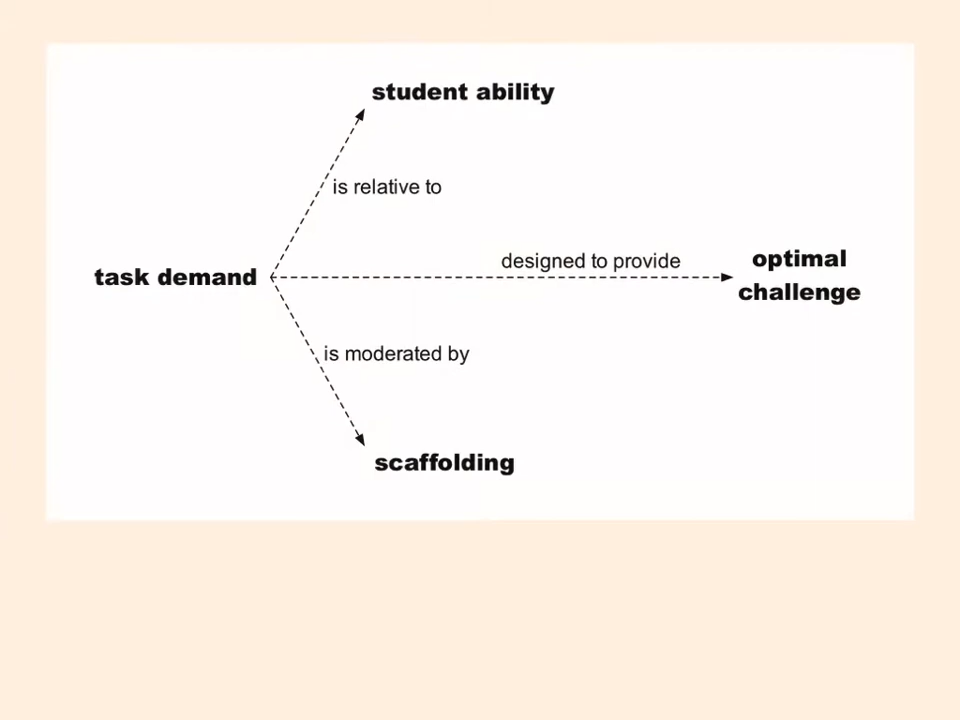 student ability
is relative to
designed to provide
optimal
challenge
task demand
is moderated by
scaffolding